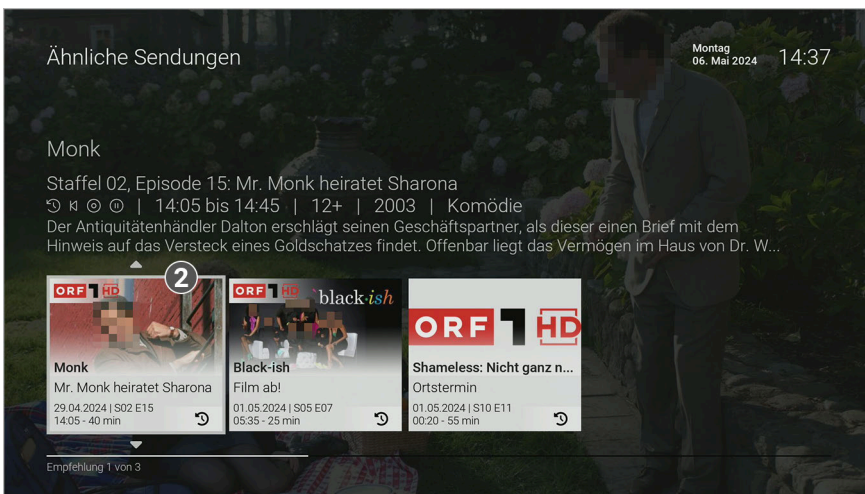 Ähnliche Sendungen
Montag
06. Mai 2024
14:37
Monk
Staffel 02, Episode 15: Mr. Monk heiratet Sharona
| 14:05 bis 14:45 | 12+ | 2003 | Komödie
Der Antiquitätenhändler Dalton erschlägt seinen Geschäftspartner, als dieser einen Brief mit dem
Hinweis auf das Versteck eines Goldschatzes findet. Offenbar liegt das Vermögen im Haus von Dr. W...
2
ORF 1 HD
Monk
Mr. Monk heiratet Sharona
29.04.2024 | S02 E15
14:05 - 40 min
ORF 1 HD
black-ish
Black-ish
Film ab!
01.05.2024 | S05 E07
05:35 - 25 min
ORF 1 HD
Shameless: Nicht ganz n...
Ortstermin
01.05.2024 | S10 E11
00:20 - 55 min
Empfehlung 1 von 3